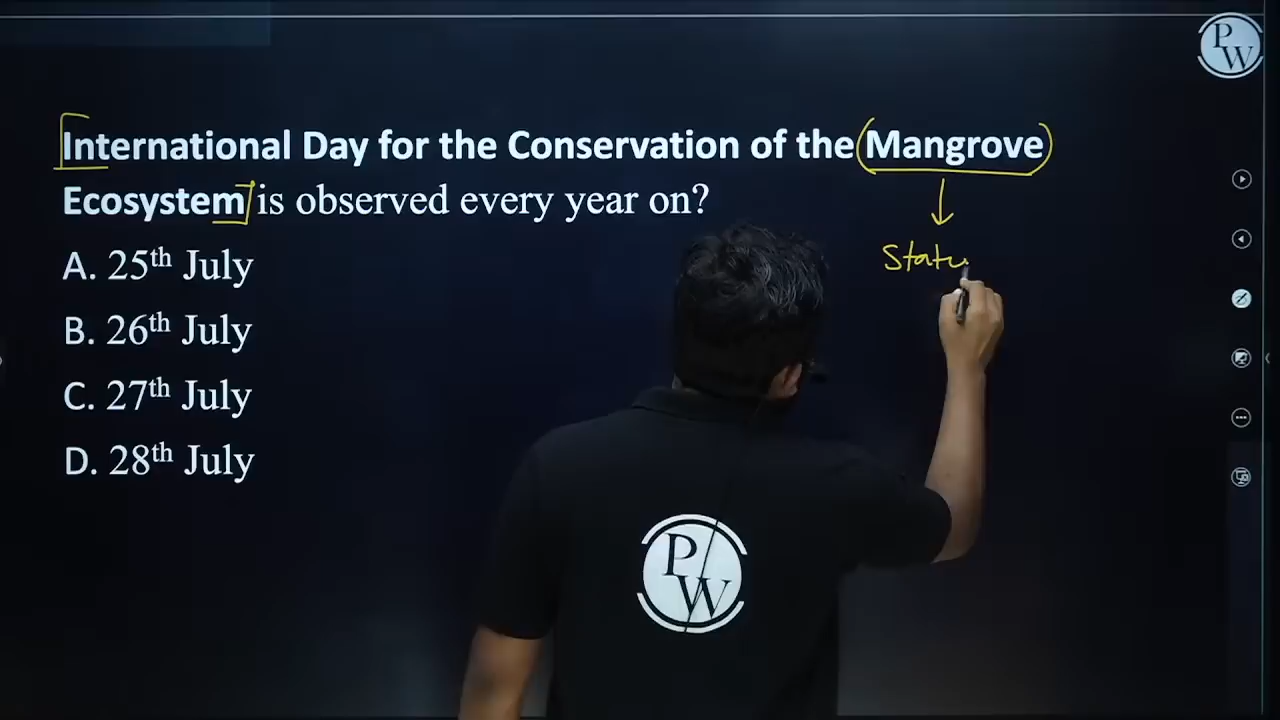 PW
International Day for the Conservation of the Mangrove
Ecosystem is observed every year on?
A. 25th July
B. 26th July
C. 27th July
D. 28th July
Statu
PW